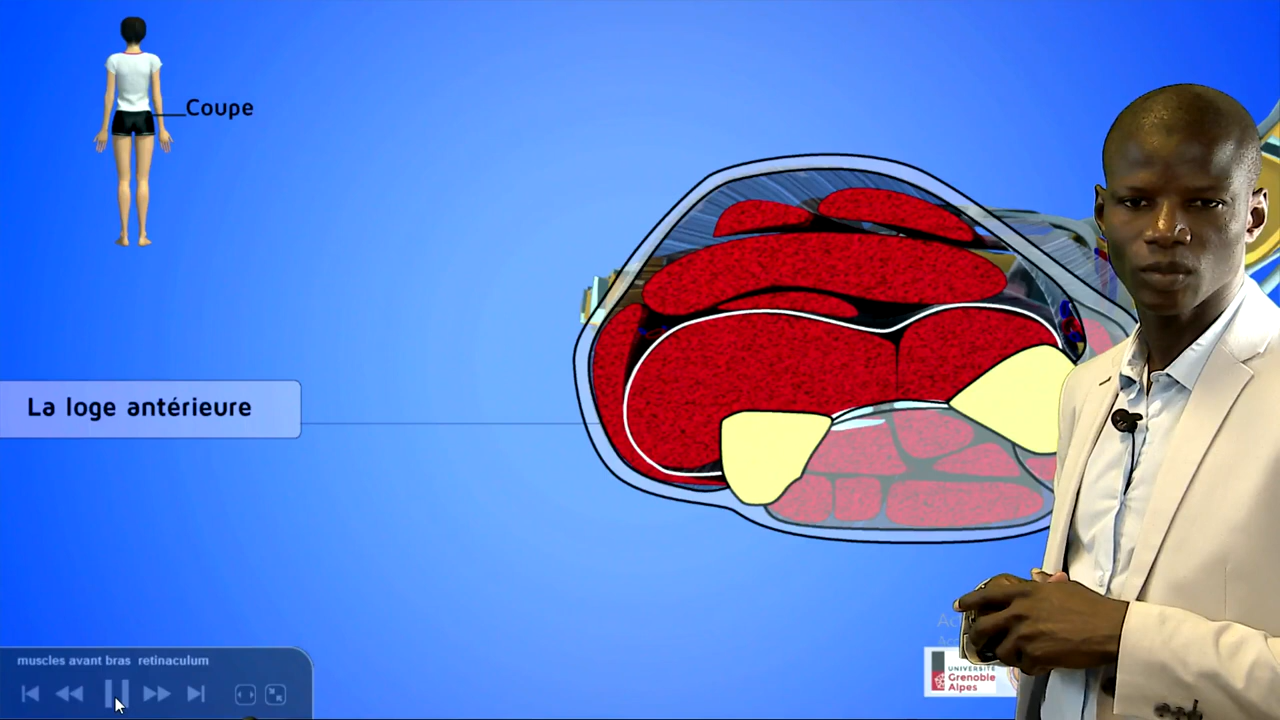 Coupe
La loge antérieure
muscles avant bras retinaculum
UNIVERSITÉ
Grenoble
Alpes